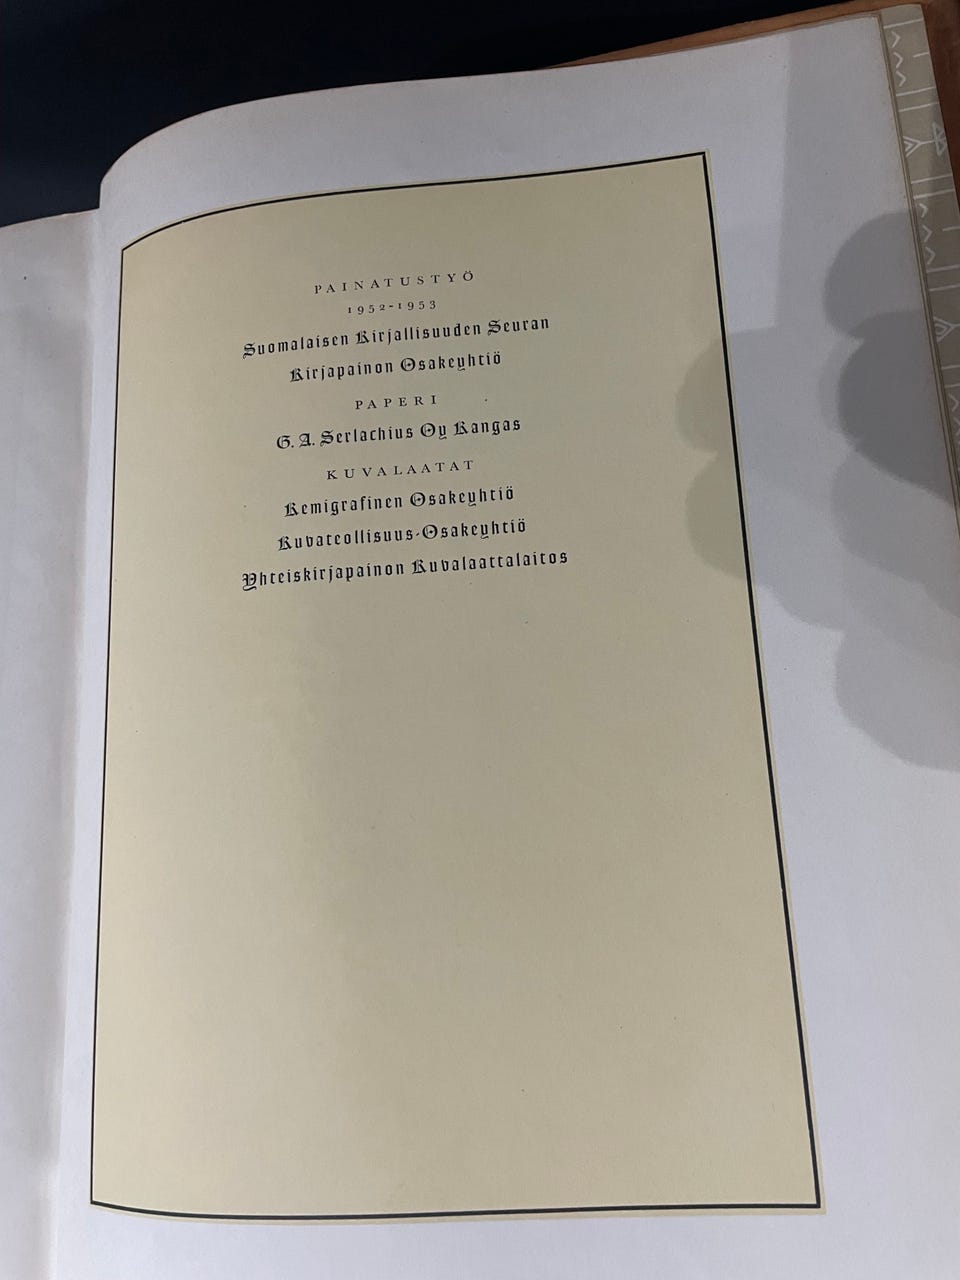 PAINATUSTYÖ
1952-1953
Suomalaisen Kirjallisuuden Seuran
Kirjapainon Osakeyhtiö
PAPERI
G. A. Serlachius Oy Kangas
KUVALAATAT
Kemigrafinen Osakeyhtiö
Kuvateollisuus-Osakeyhtiö
Yhteiskirjapainon Kuvalaattalaitos